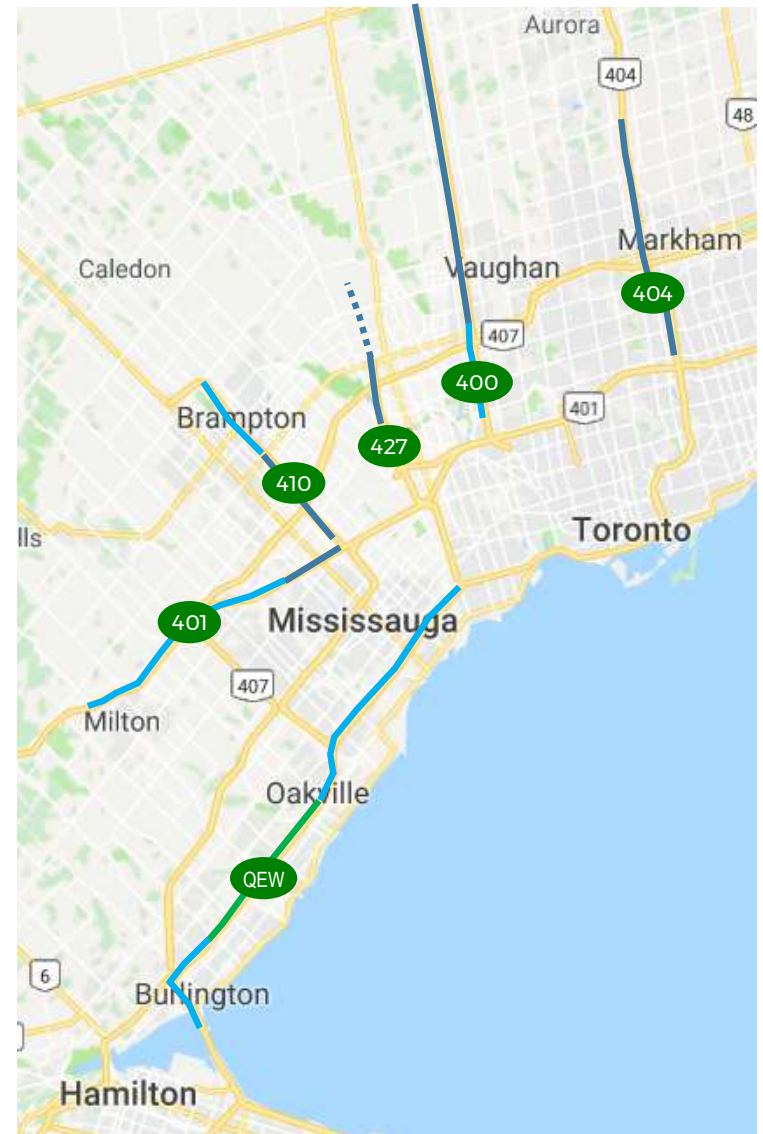 Aurora
404
48
Markham
Vaughan
Caledon
404
407
400
401
Brampton
427
410
lls
Toronto
401
Mississauga
407
Milton
Oakville
QEW
6
Burlington
Hamilton